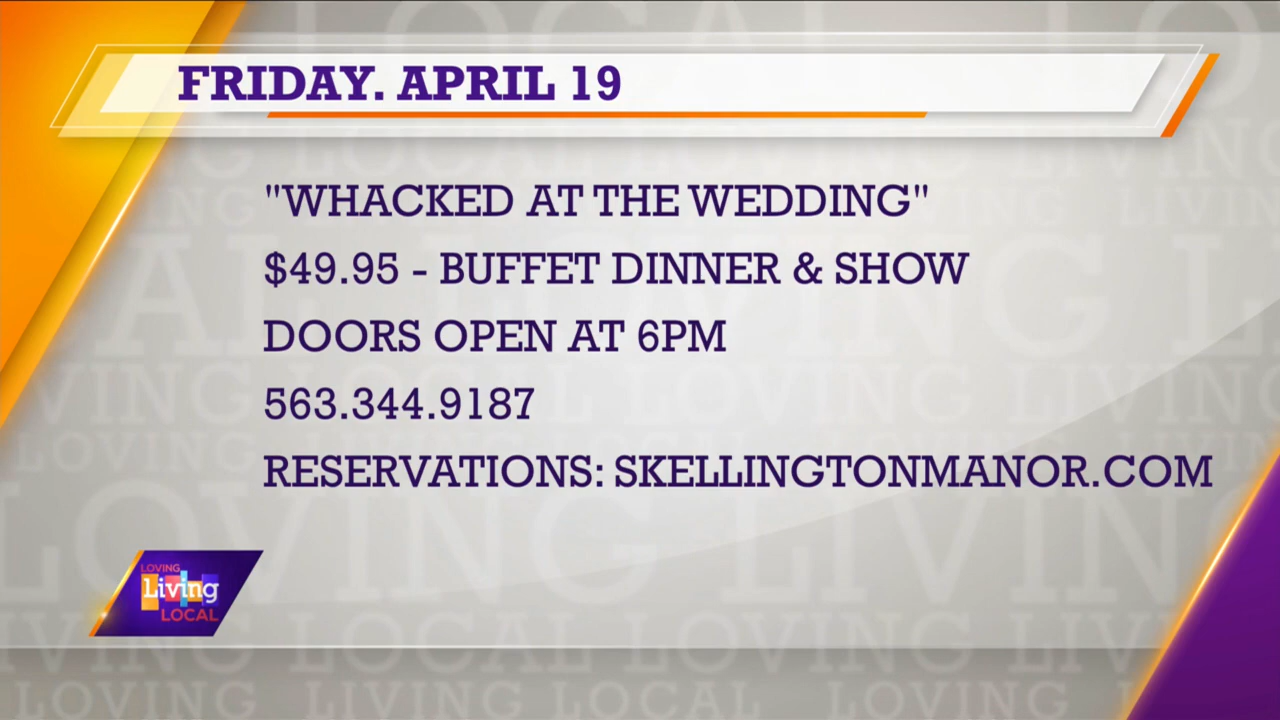 FRIDAY. APRIL 19
"WHACKED AT THE WEDDING"
$49.95 - BUFFET DINNER & SHOW
DOORS OPEN AT 6PM
563.344.9187
RESERVATIONS: SKELLINGTONMANOR.COM
LOVING
Living
LOCAL